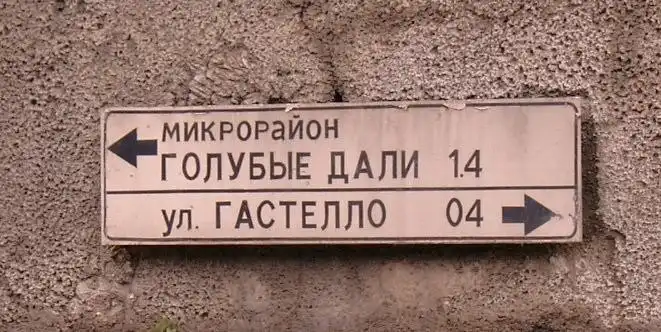 микрорайон
ГОЛУБЫЕ ДАЛИ 1.4
ул. ГАСТЕЛЛО 04